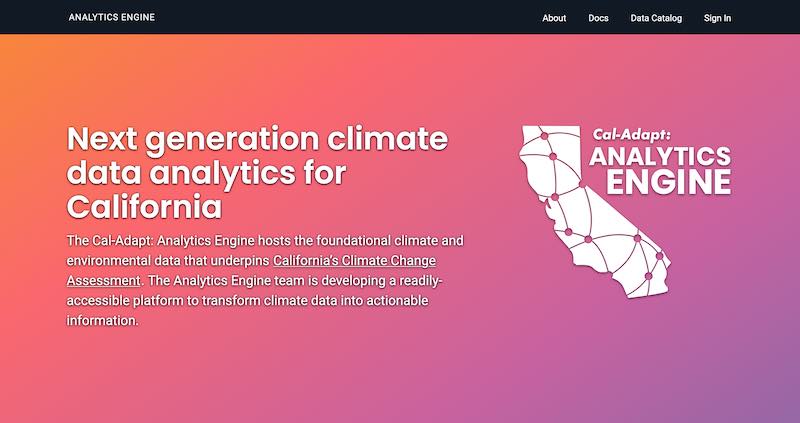 ANALYTICS ENGINE
About Docs Data Catalog Sign In
Next generation climate
data analytics for
California
The Cal-Adapt: Analytics Engine hosts the foundational climate and
environmental data that underpins California’s Climate Change
Assessment. The Analytics Engine team is developing a readily-
accessible platform to transform climate data into actionable
information.
Cal-Adapt:
ANALYTICS
ENGINE